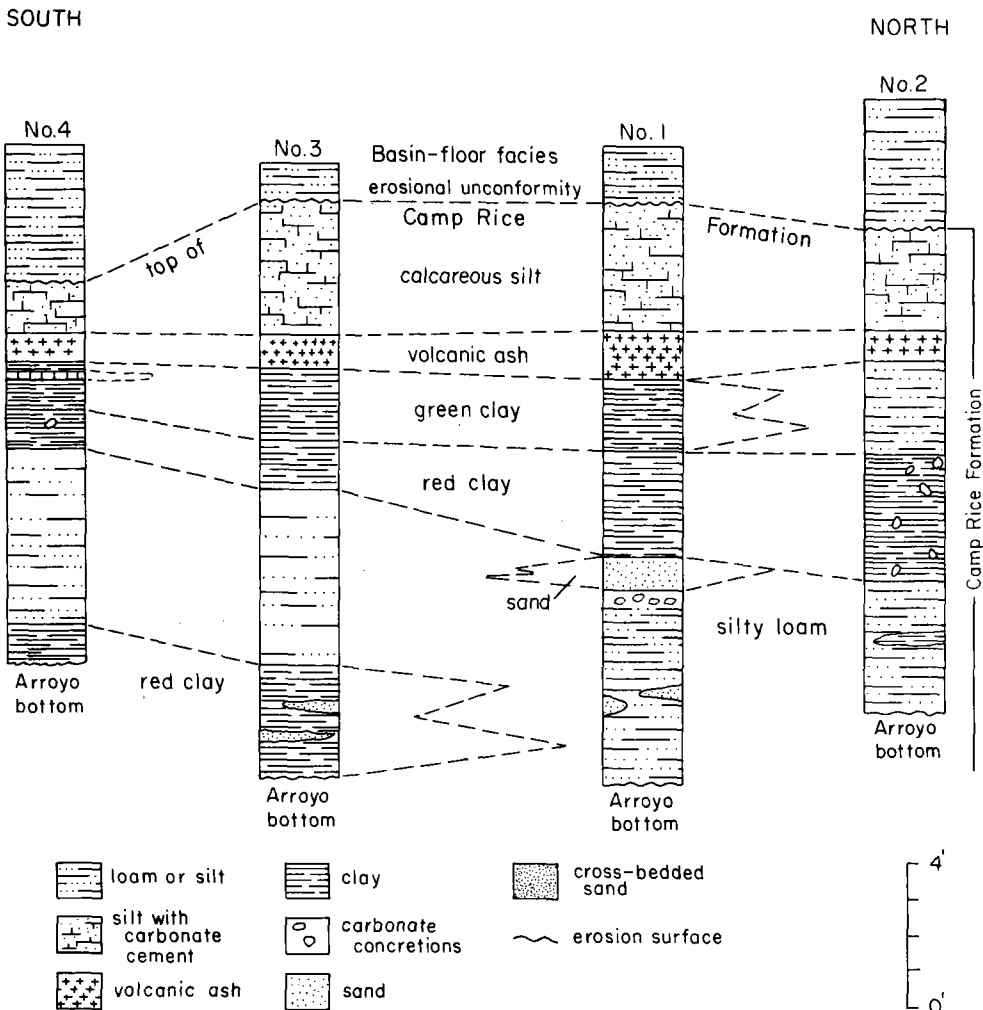 SOUTH
NORTH
No.4
No.3
No.1
No.2
Basin-floor facies
erosional unconformity
Camp Rice
Formation
top of
calcareous silt
volcanic ash
green clay
red clay
sand
silty loam
red clay
Camp Rice Formation
Arroyo
bottom
Arroyo
bottom
Arroyo
bottom
Arroyo
bottom
loam or silt
silt with
carbonate
cement
volcanic ash
clay
carbonate
concretions
sand
cross-bedded
sand
erosion surface
4'
0'